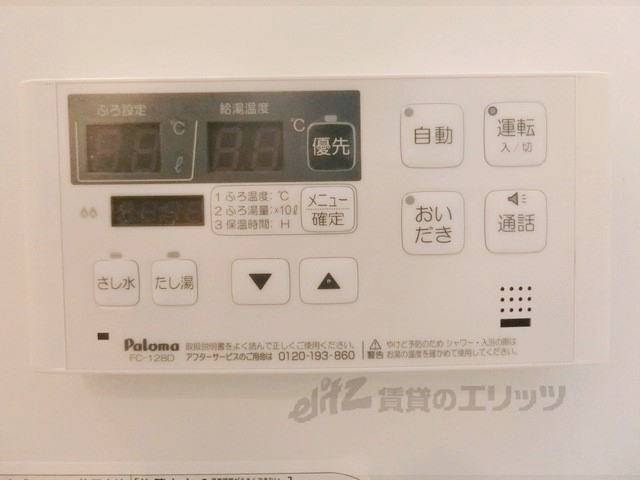 ふろ設定
給湯温度
℃
ℓ
℃
優先
自動
運転
入/切
1 ふろ温度:℃
2 ふろ湯量:×10ℓ
3 保温時間:H
メニュー
確定
おい
だき
通話
さし水
たし湯
▼
▲
Paloma
FC-128D
取扱説明書をよく読んで正しくご使用ください。
アフターサービスのご用命は 0120-193-860
警告
やけど予防のため シャワー・入浴の際は
お湯の温度を確かめて使用してください。
elitz 賃貸のエリッツ